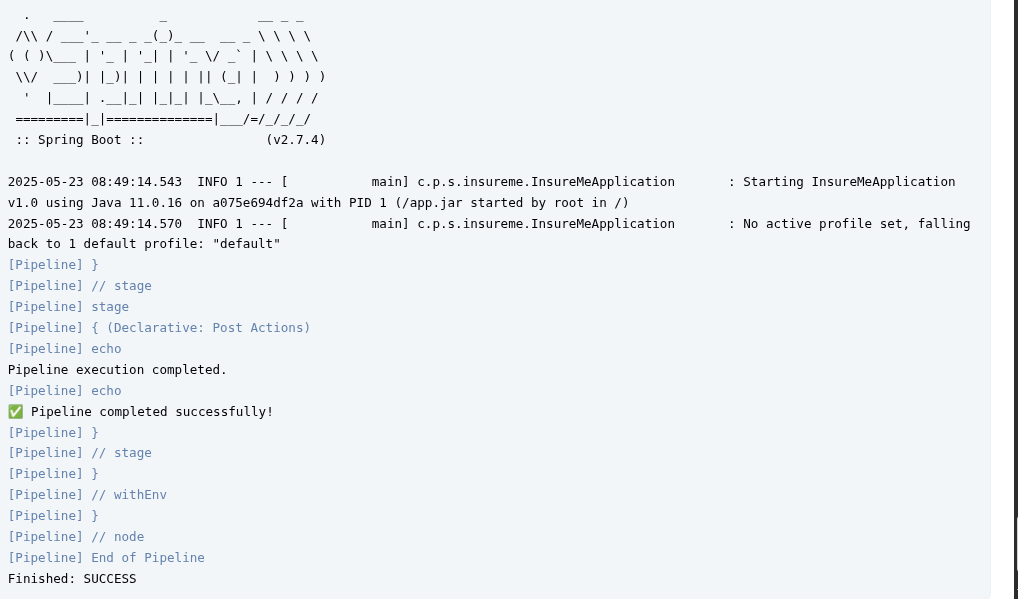 .   ____          _            __ _ _
 /\\ / ___'_ __ _ _(_)_ __  __ _ \ \ \ \
( ( )\___ | '_ | '_| | '_ \/ _` | \ \ \ \
 \\/  ___)| |_)| | | | | || (_| |  ) ) ) )
  '  |____| .__|_| |_|_| |_\__, | / / / /
 =========|_|==============|___/=/_/_/_/
 :: Spring Boot ::                (v2.7.4)

2025-05-23 08:49:14.543  INFO 1 --- [           main] c.p.s.insureme.InsureMeApplication       : Starting InsureMeApplication
v1.0 using Java 11.0.16 on a075e694df2a with PID 1 (/app.jar started by root in /)
2025-05-23 08:49:14.570  INFO 1 --- [           main] c.p.s.insureme.InsureMeApplication       : No active profile set, falling
back to 1 default profile: "default"
[Pipeline] }
[Pipeline] // stage
[Pipeline] stage
[Pipeline] { (Declarative: Post Actions)
[Pipeline] echo
Pipeline execution completed.
[Pipeline] echo
✅ Pipeline completed successfully!
[Pipeline] }
[Pipeline] // stage
[Pipeline] }
[Pipeline] // withEnv
[Pipeline] }
[Pipeline] // node
[Pipeline] End of Pipeline
Finished: SUCCESS